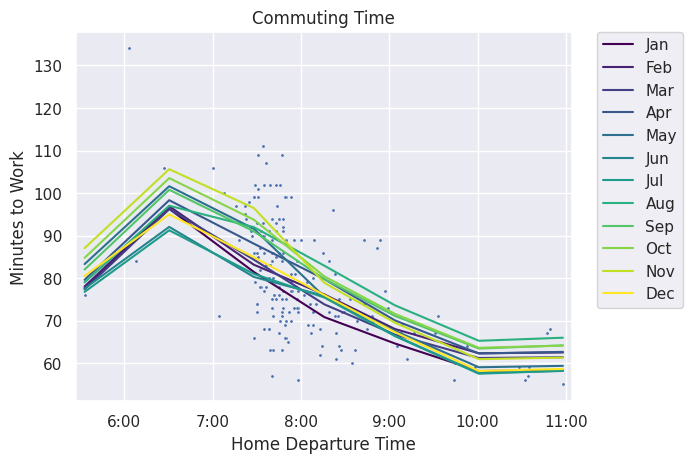 Commuting Time
Minutes to Work
130
120
110
100
90
80
70
60
6:00 7:00 8:00 9:00 10:00 11:00
Home Departure Time
Jan
Feb
Mar
Apr
May
Jun
Jul
Aug
Sep
Oct
Nov
Dec